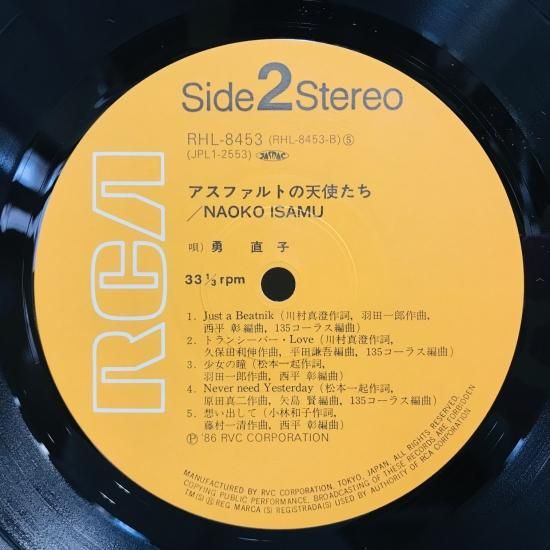 Side 2 Stereo
RCA
RHL-8453 (RHL-8453-B) Ⓢ
(JPL1-2553) JASRAC
アスファルトの天使たち
/NAOKO ISAMU
唄) 勇 直 子
33 1/3 rpm
1. Just a Beatnik (川村真澄作詞, 羽田一郎作曲,
西平 彰編曲, 135コーラス編曲)
2. トランシーバー・Love (川村真澄作詞,
久保田利伸作曲, 平田謙吾編曲, 135コーラス編曲)
3. 少女の瞳 (松本一起作詞,
羽田一郎作曲, 西平 彰編曲)
4. Never need Yesterday (松本一起作詞,
原田真二作曲, 矢島 賢編曲, 135コーラス編曲)
5. 想い出して (小林和子作詞,
藤村一清作曲, 西平 彰編曲)
Ⓟ '86 RVC CORPORATION
MANUFACTURED BY RVC CORPORATION, TOKYO, JAPAN. ALL RIGHTS RESERVED.
COPYING PUBLIC PERFORMANCE, BROADCASTING OF THESE RECORDS ARE FORBIDDEN
TM(S) Ⓡ REG MARCA (S) REGISTRADA(S) USED BY AUTHORITY OF RCA CORPORATION